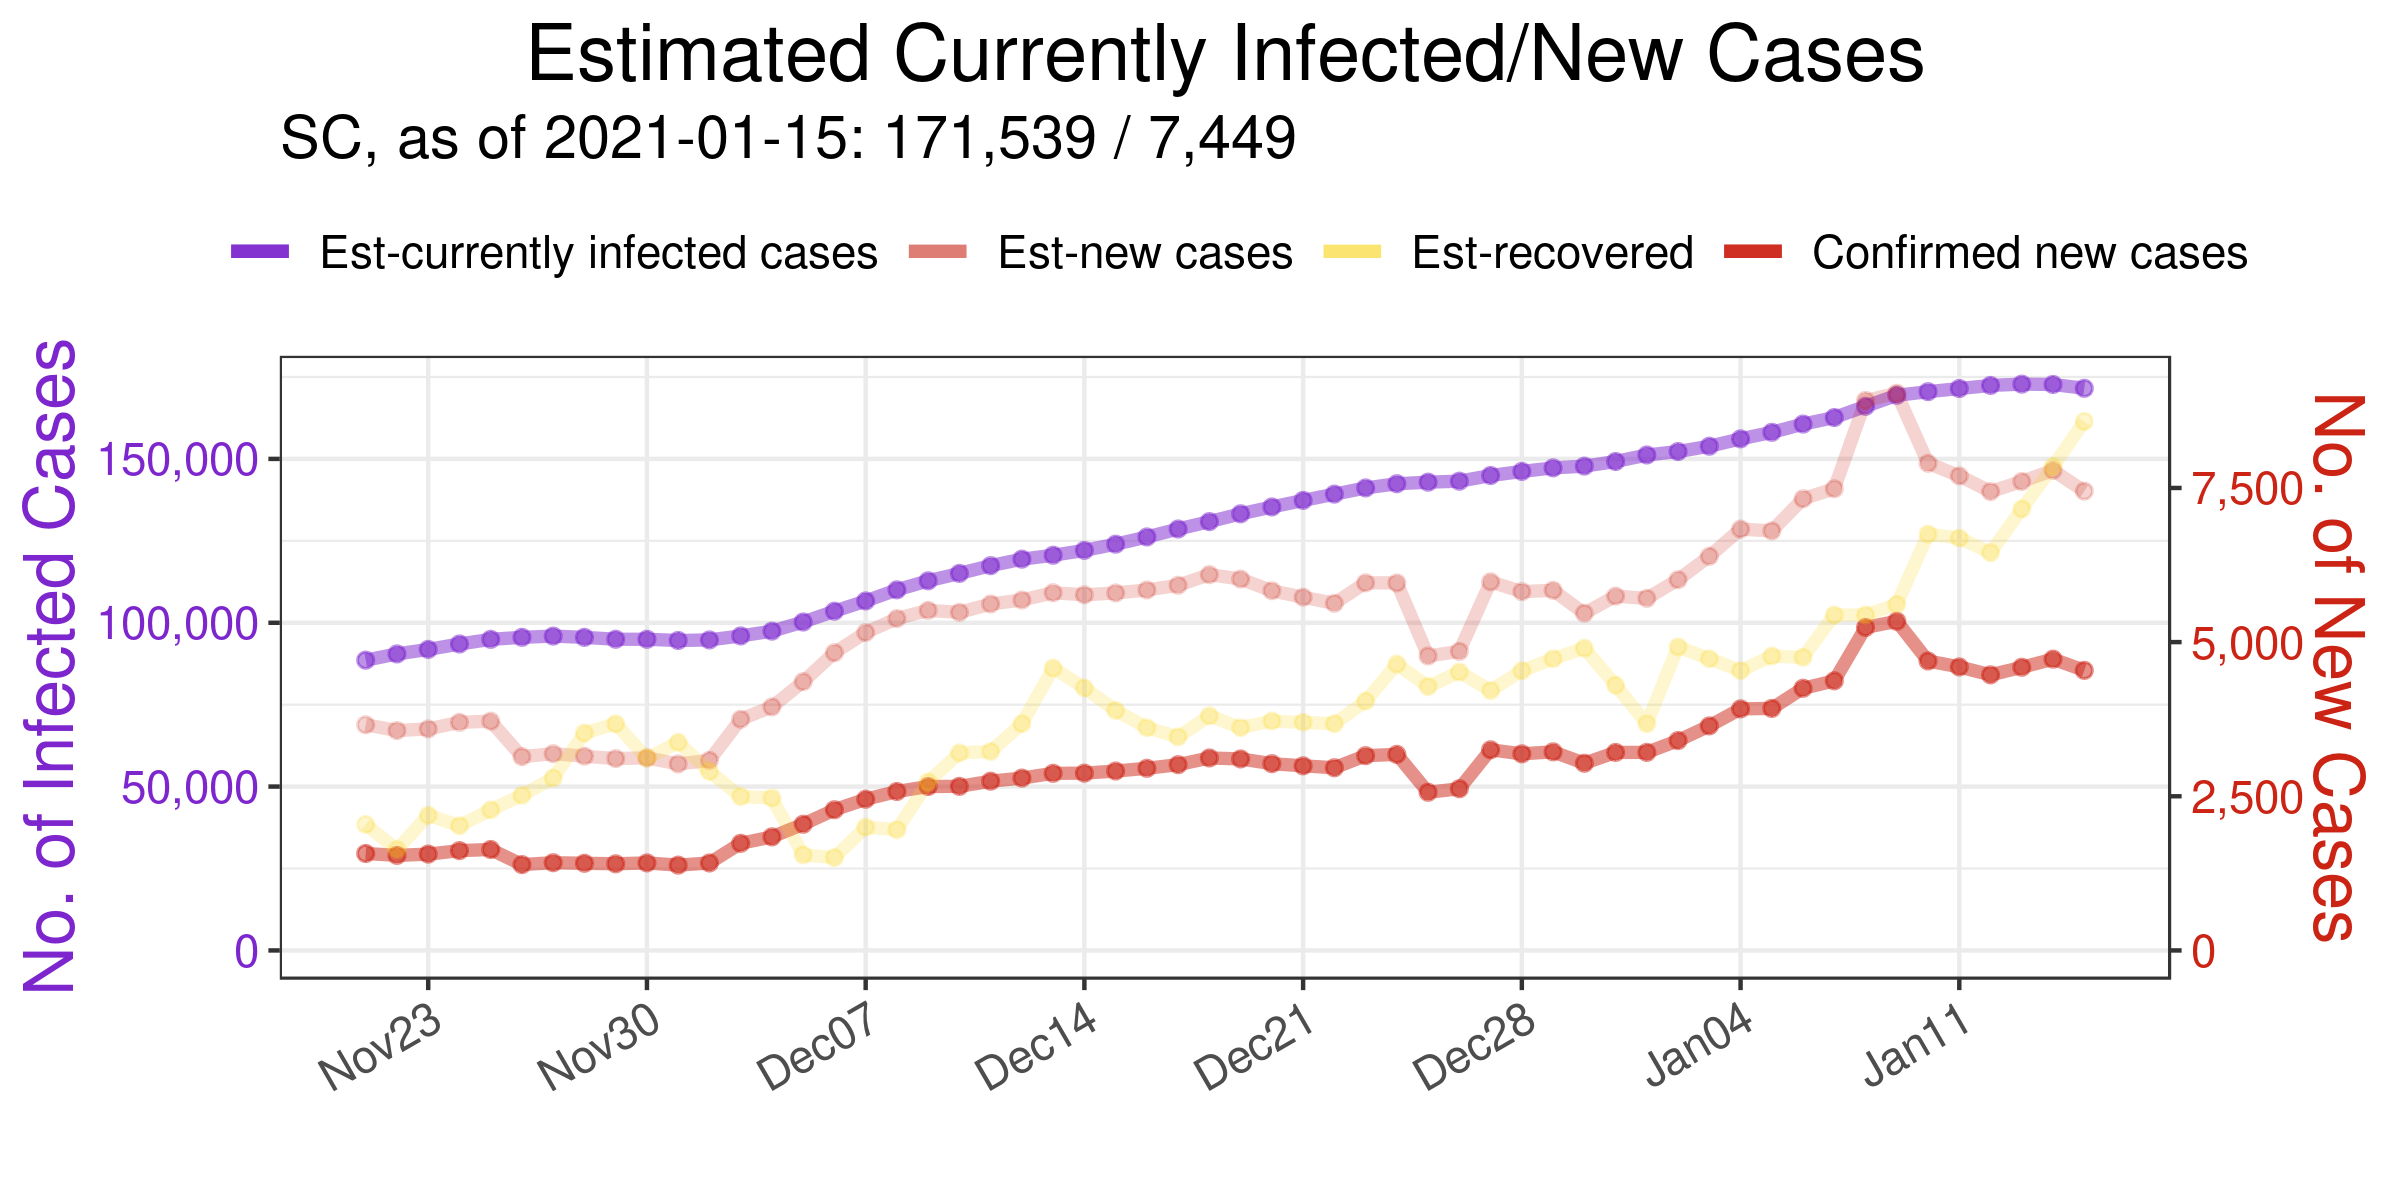 Estimated Currently Infected/New Cases
SC, as of 2021-01-15: 171,539 / 7,449
Est-currently infected cases Est-new cases Est-recovered Confirmed new cases
No. of Infected Cases
150,000
100,000
50,000
0
7,500
5,000
2,500
0
No. of New Cases
Nov23 Nov30 Dec07 Dec14 Dec21 Dec28 Jan04 Jan11